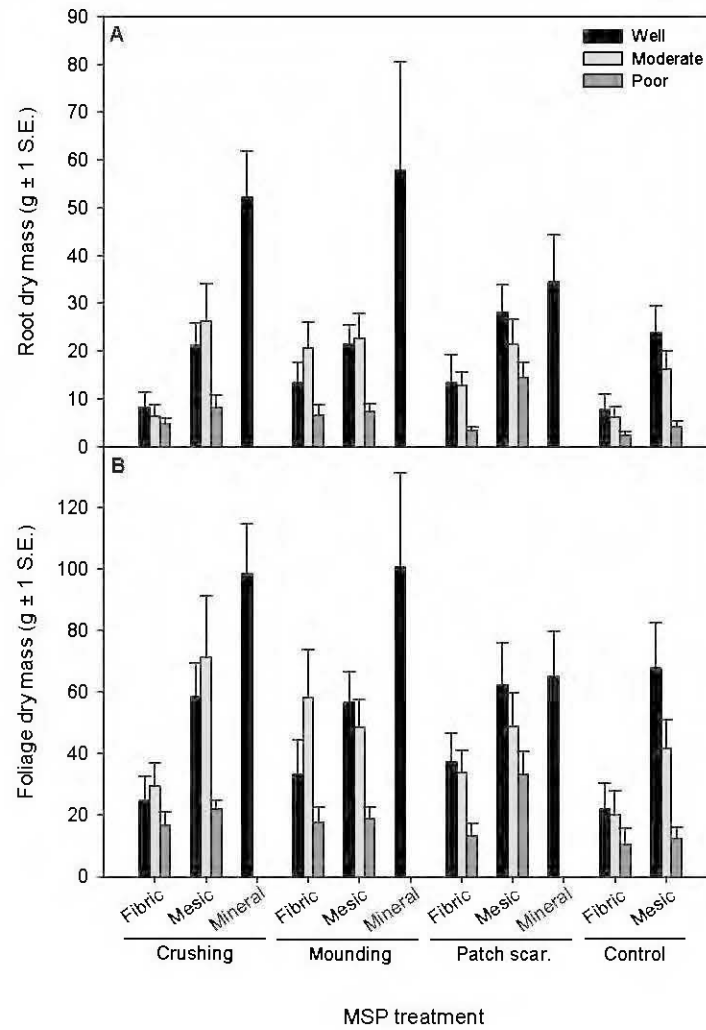 A
Well
Moderate
Poor
90
80
70
60
50
40
30
20
10
0
Root dry mass (g ± 1 S.E.)
B
120
100
80
60
40
20
0
Foliage dry mass (g ± 1 S.E.)
Fibric Mesic Mineral Fibric Mesic Mineral Fibric Mesic Mineral Fibric Mesic
Crushing Mounding Patch scar. Control
MSP treatment